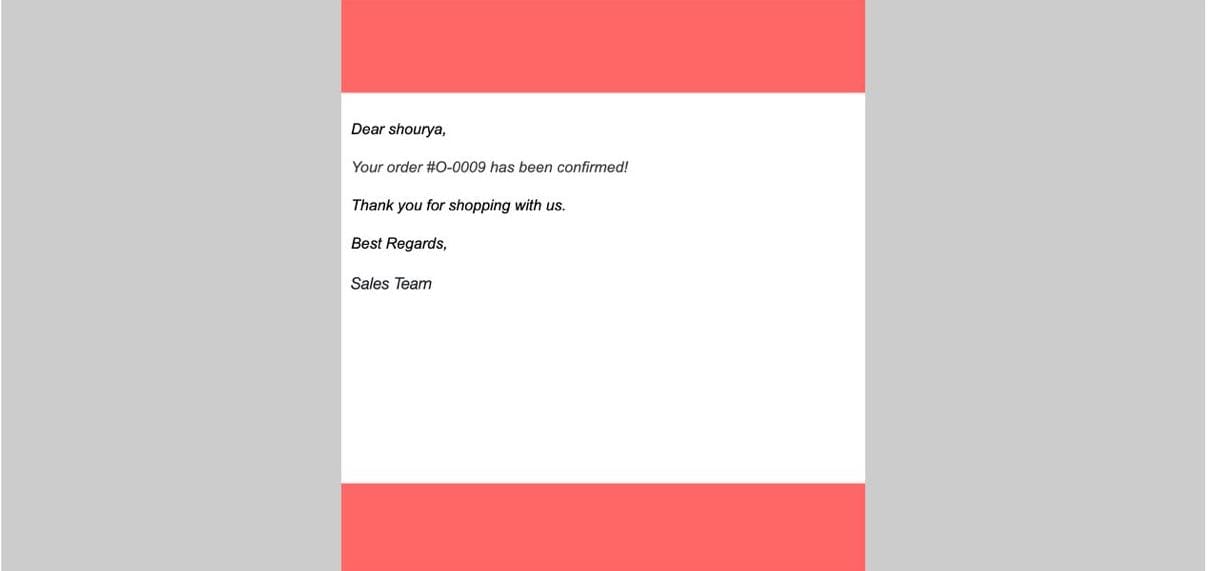 Dear shourya,
Your order #O-0009 has been confirmed!
Thank you for shopping with us.
Best Regards,
Sales Team